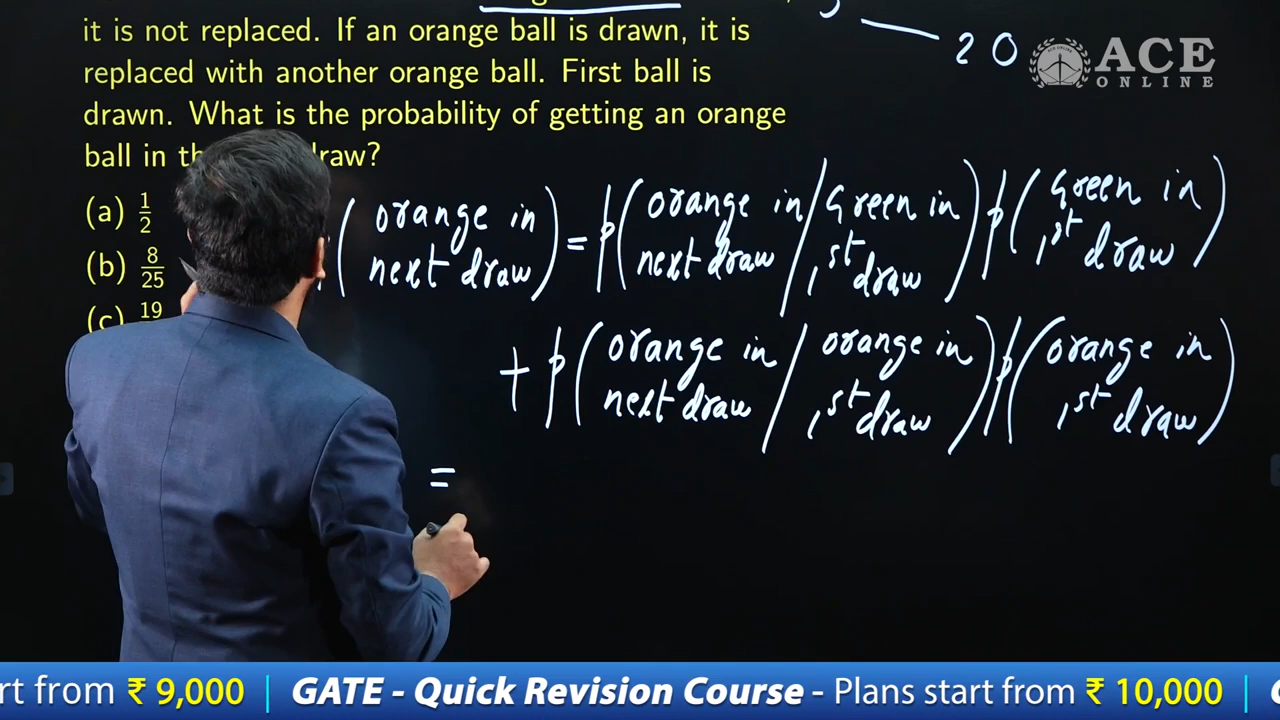 it is not replaced. If an orange ball is drawn, it is
replaced with another orange ball. First ball is
drawn. What is the probability of getting an orange
ball in draw?
20
ACE
ONLINE
(a) 1/2
(b) 8/25
(c) 19
(orange in next draw) = p(orange in next draw / Green in 1st draw) p(Green in 1st draw)
+ p(orange in next draw / orange in 1st draw) p(orange in 1st draw)
=
rt from ₹ 9,000 | GATE - Quick Revision Course - Plans start from ₹ 10,000 |